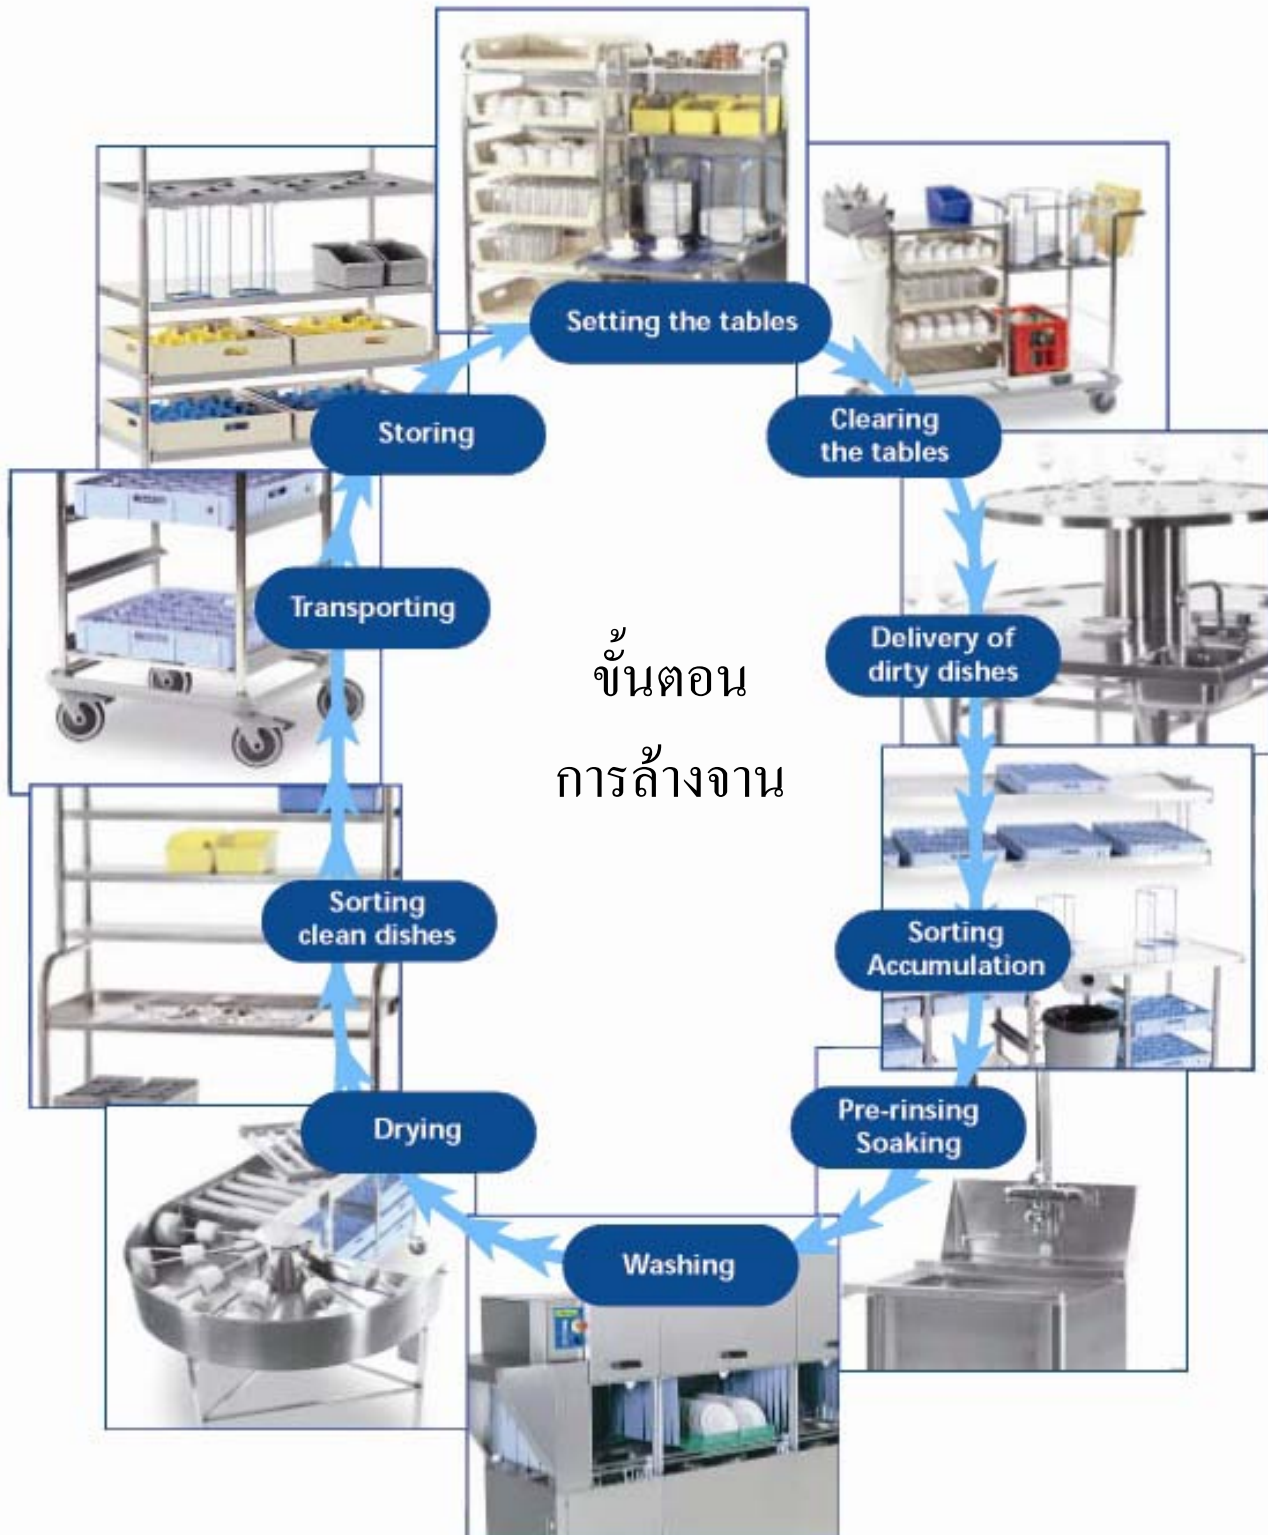 Setting the tables
Clearing
the tables
Delivery of
dirty dishes
Sorting
Accumulation
Pre-rinsing
Soaking
Washing
Drying
Sorting
clean dishes
Transporting
Storing
ขั้นตอน
การล้างจาน